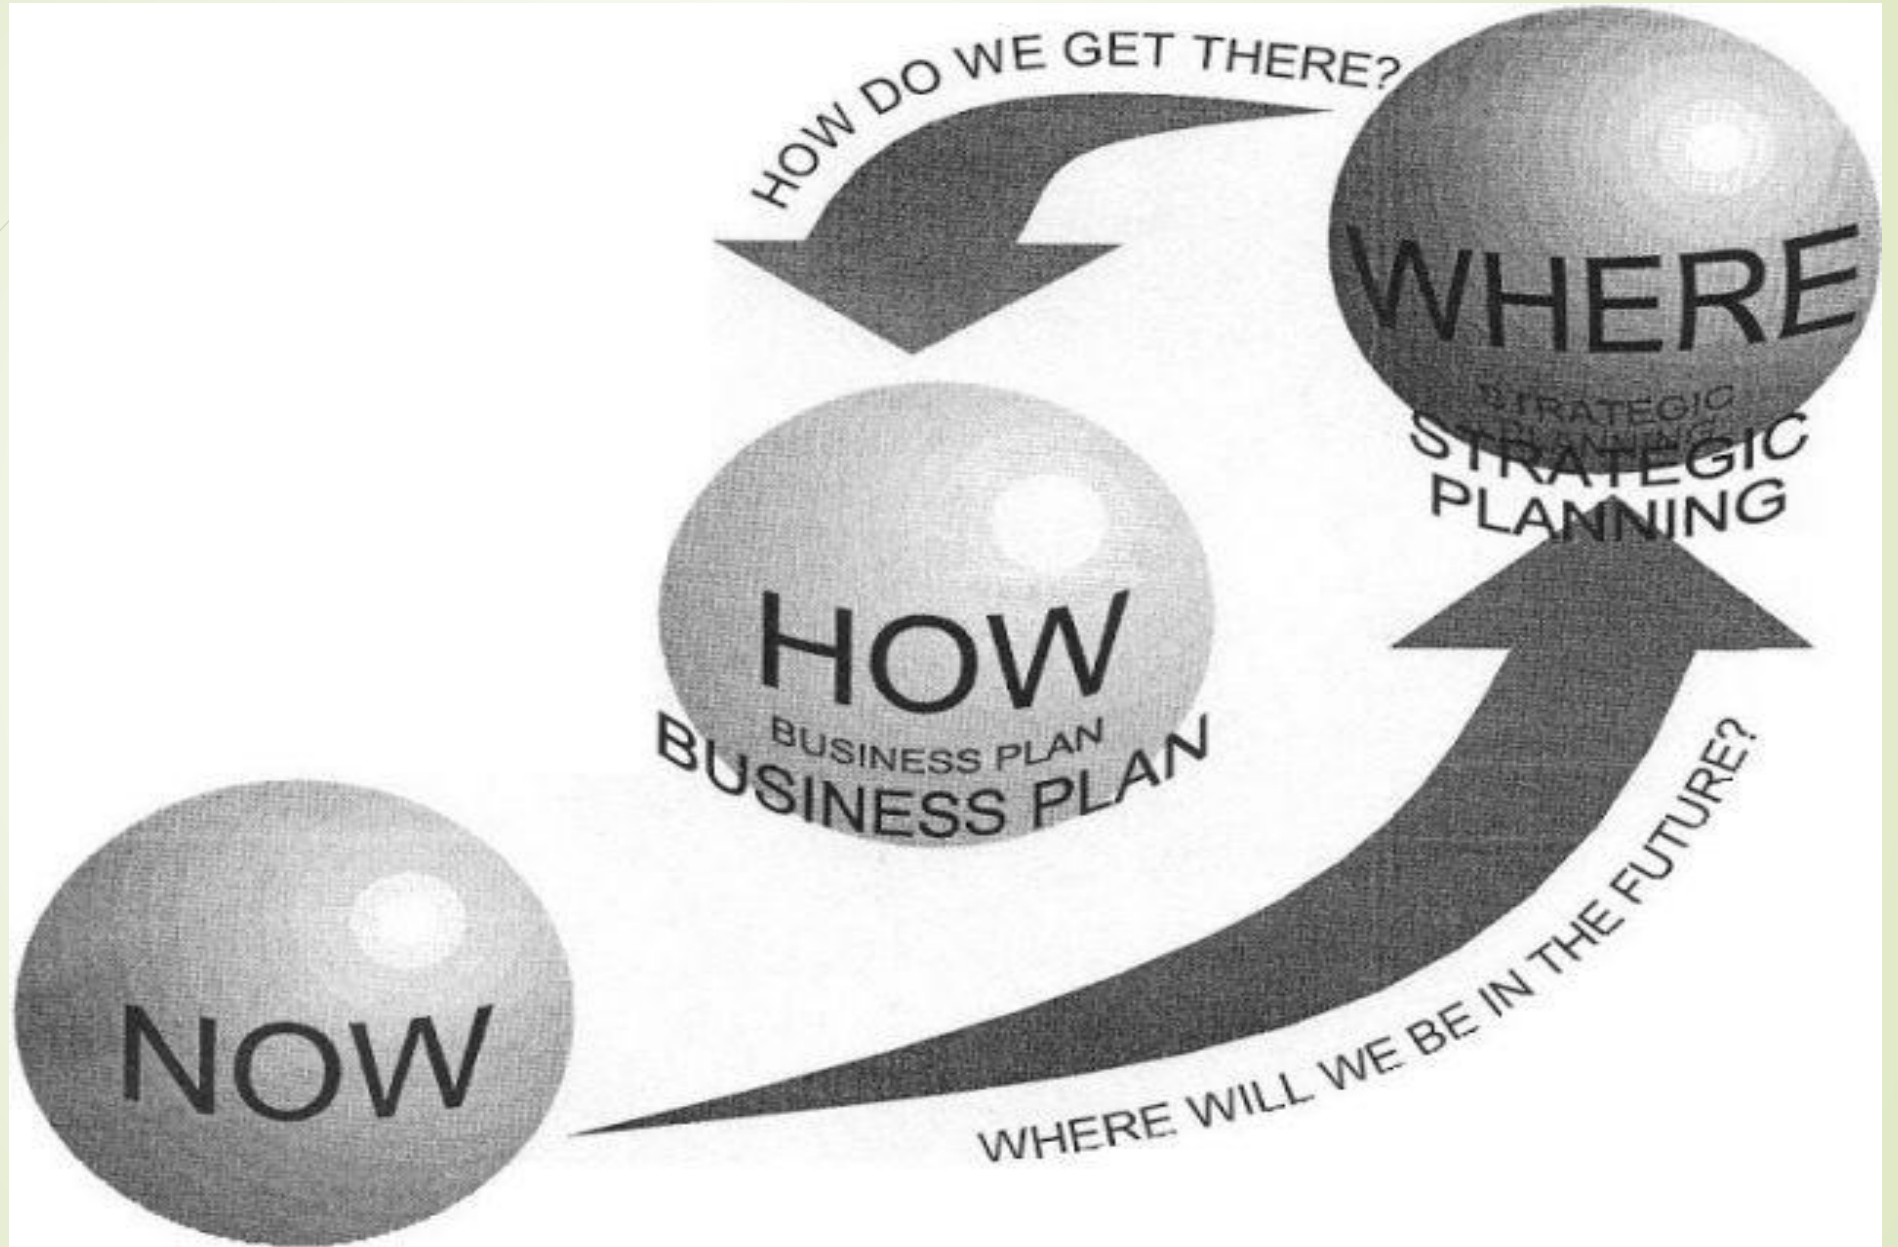 HOW DO WE GET THERE?
WHERE
STRATEGIC
PLANNING
STRATEGIC
PLANNING
HOW
BUSINESS PLAN
BUSINESS PLAN
NOW
WHERE WILL WE BE IN THE FUTURE?